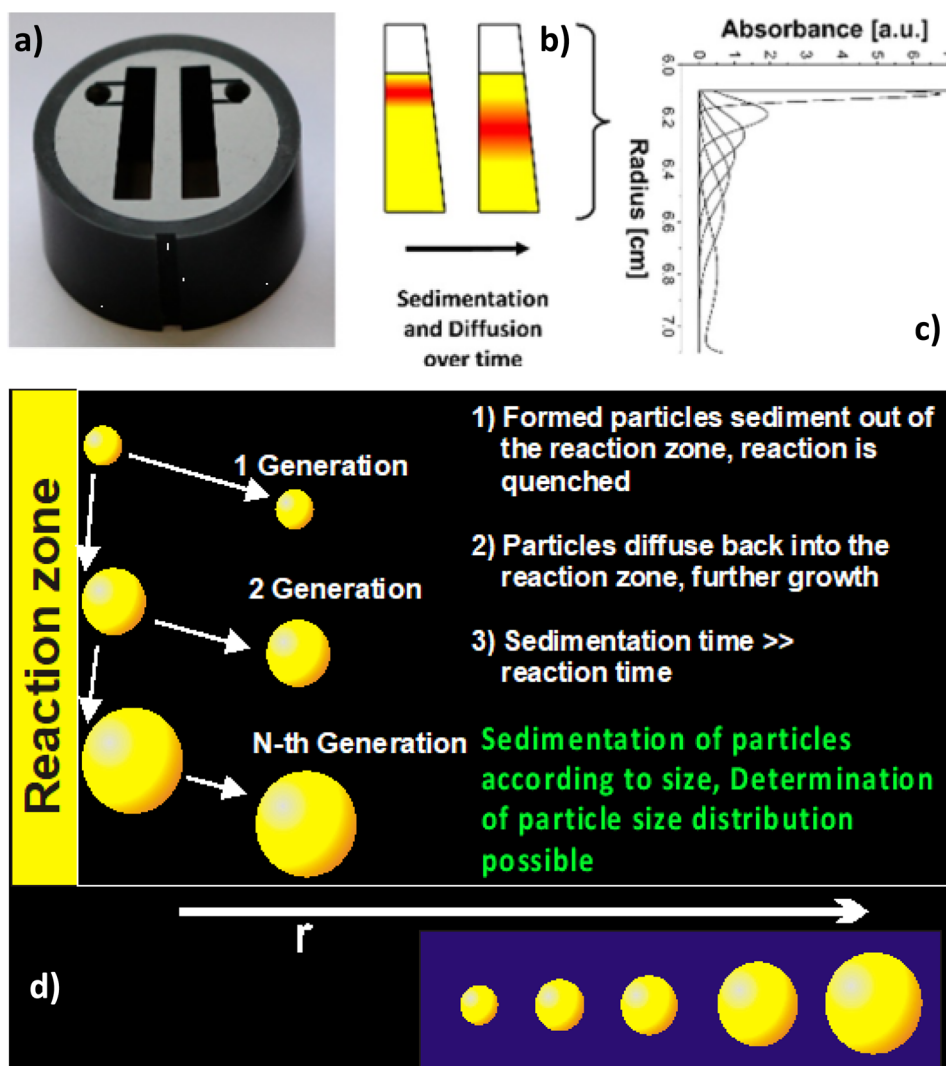 a)
b)
Absorbance [a.u.]
0 1 2 3 4 5 6 7
Radius [cm]
6.0
6.2
6.4
6.6
6.8
7.0
c)
Sedimentation
and Diffusion
over time
Reaction zone
1 Generation
2 Generation
N-th Generation
1) Formed particles sediment out of
the reaction zone, reaction is
quenched
2) Particles diffuse back into the
reaction zone, further growth
3) Sedimentation time >>
reaction time
Sedimentation of particles
according to size, Determination
of particle size distribution
possible
r
d)